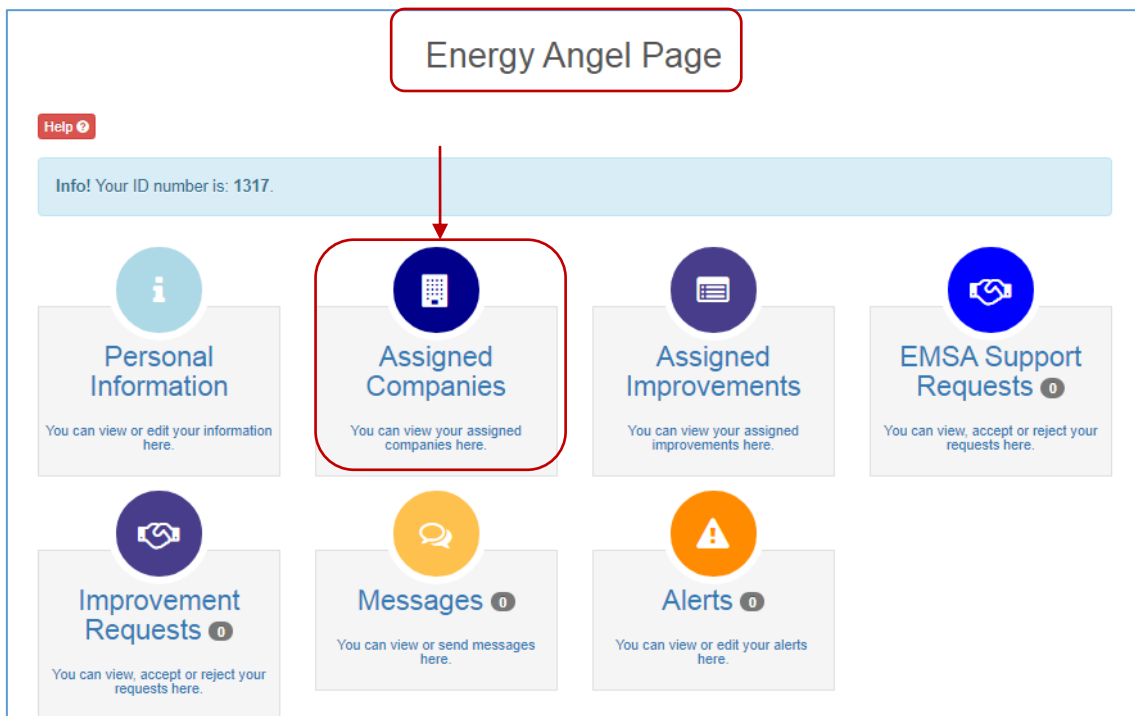 Energy Angel Page
Help
Info! Your ID number is: 1317.
Personal
Information
You can view or edit your information
here.
Assigned
Companies
You can view your assigned
companies here.
Assigned
Improvements
You can view your assigned
improvements here.
EMSA Support
Requests 0
You can view, accept or reject your
requests here.
Improvement
Requests 0
You can view, accept or reject your
requests here.
Messages 0
You can view or send messages
here.
Alerts 0
You can view or edit your alerts
here.